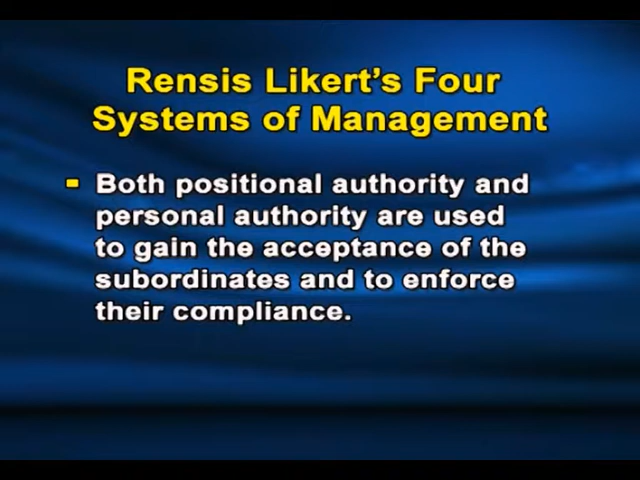 Rensis Likert's Four
Systems of Management
Both positional authority and
personal authority are used
to gain the acceptance of the
subordinates and to enforce
their compliance.